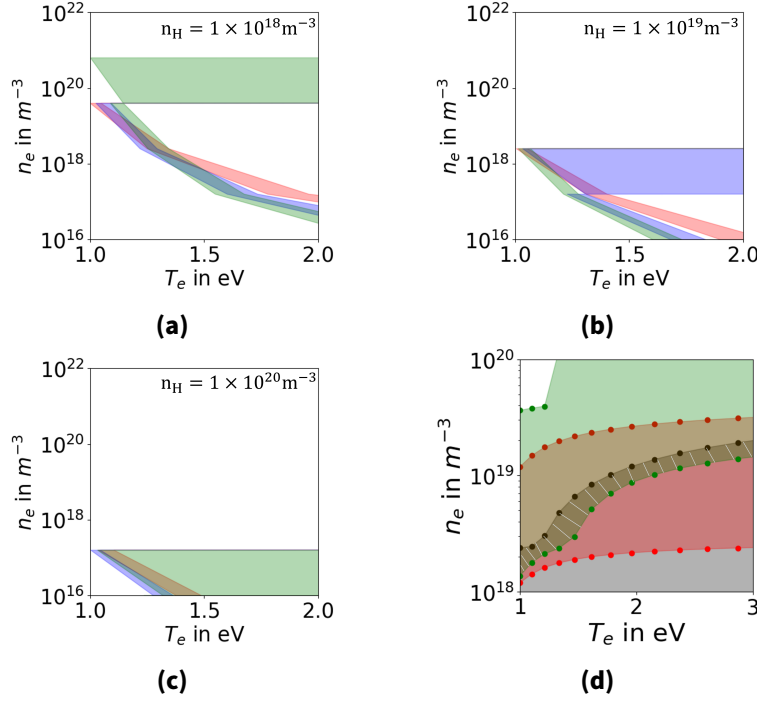 n_H = 1 × 10^18 m^−3
10^22
10^20
10^18
10^16
n_e in m^−3
1.0 1.5 2.0
T_e in eV
(a)
n_H = 1 × 10^19 m^−3
10^22
10^20
10^18
10^16
n_e in m^−3
1.0 1.5 2.0
T_e in eV
(b)
n_H = 1 × 10^20 m^−3
10^22
10^20
10^18
10^16
n_e in m^−3
1.0 1.5 2.0
T_e in eV
(c)
10^20
10^19
10^18
n_e in m^−3
1 2 3
T_e in eV
(d)